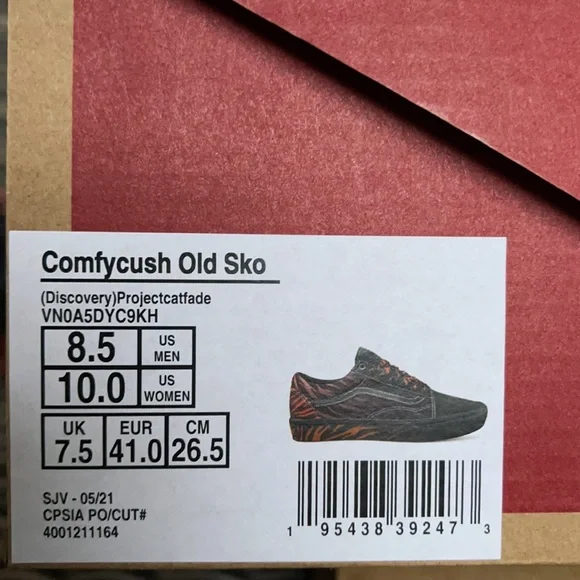 Comfycush Old Sko
(Discovery)Projectcatfade
VN0A5DYC9KH
8.5 US MEN
10.0 US WOMEN
UK EUR CM
7.5 41.0 26.5
SJV - 05/21
CPSIA PO/CUT#
4001211164
1 95438 39247 3